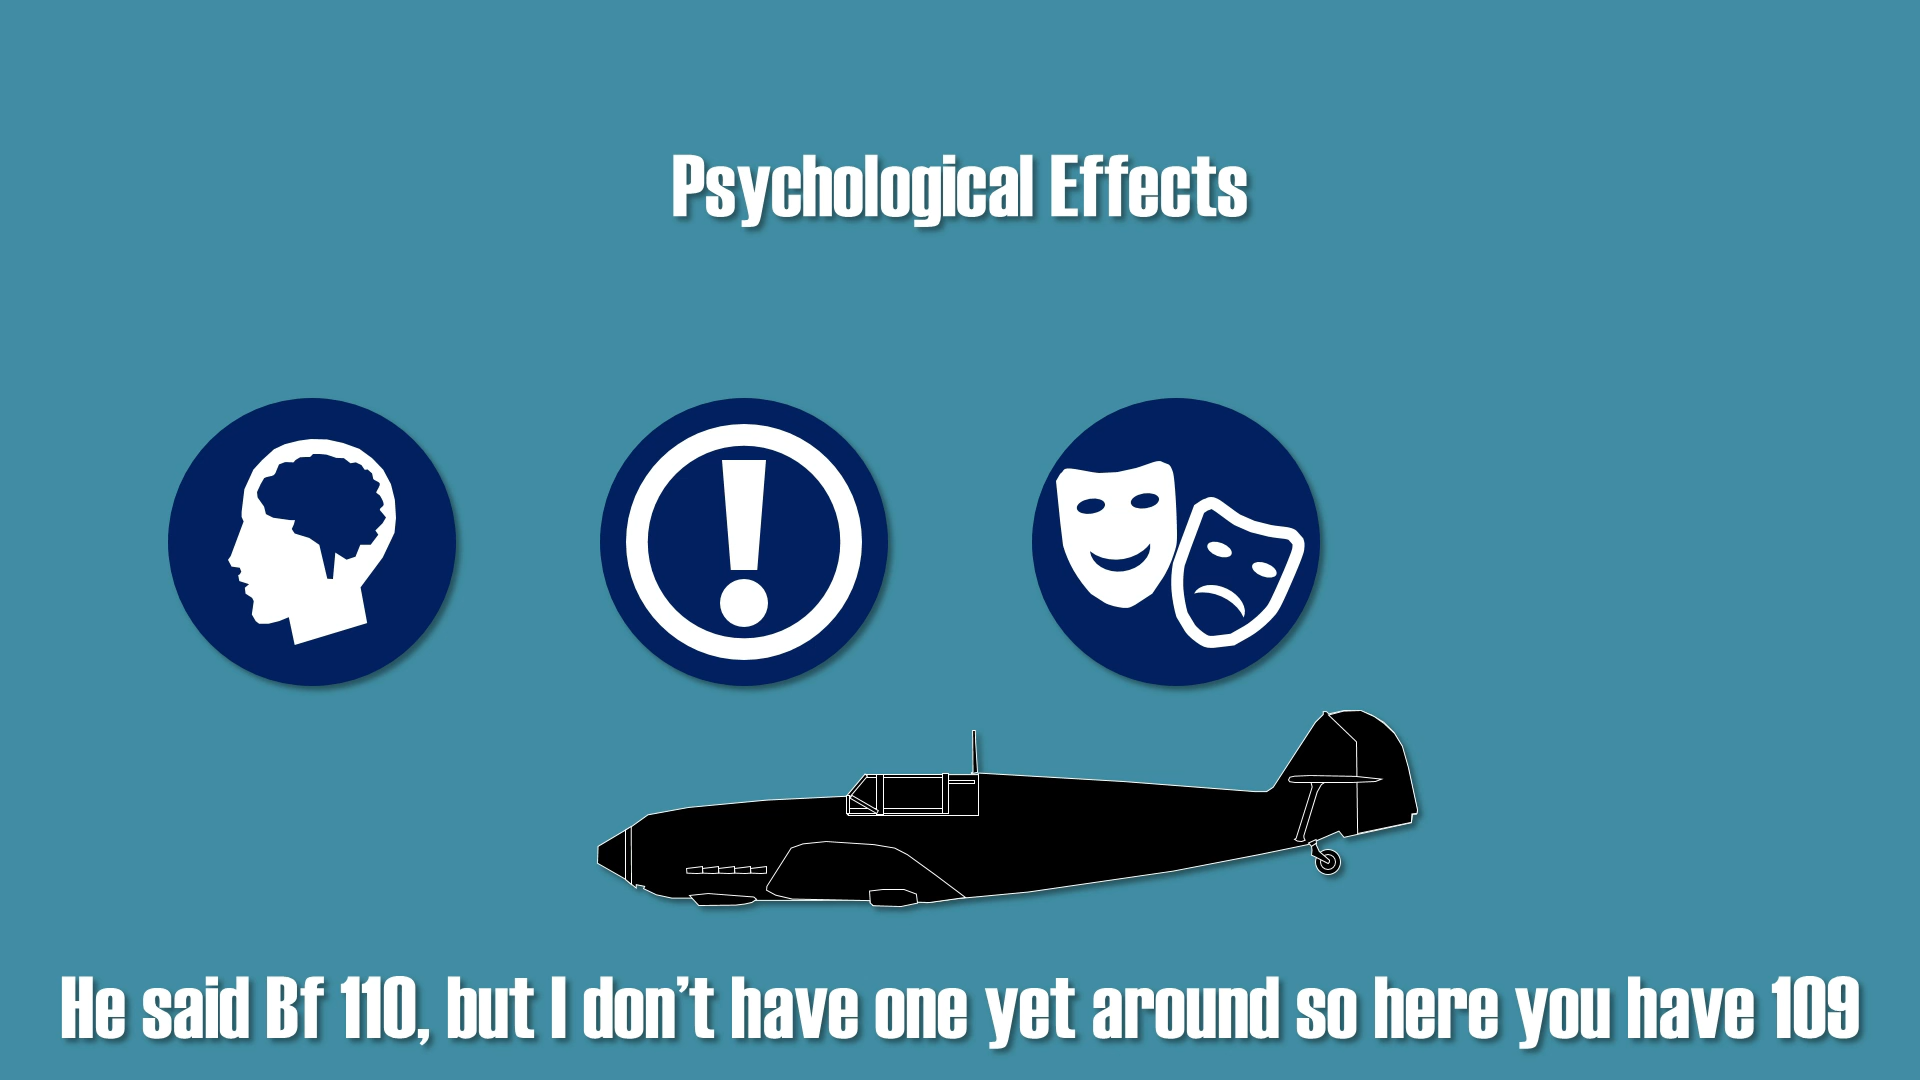 Psychological Effects
He said Bf 110, but I don't have one yet around so here you have 109